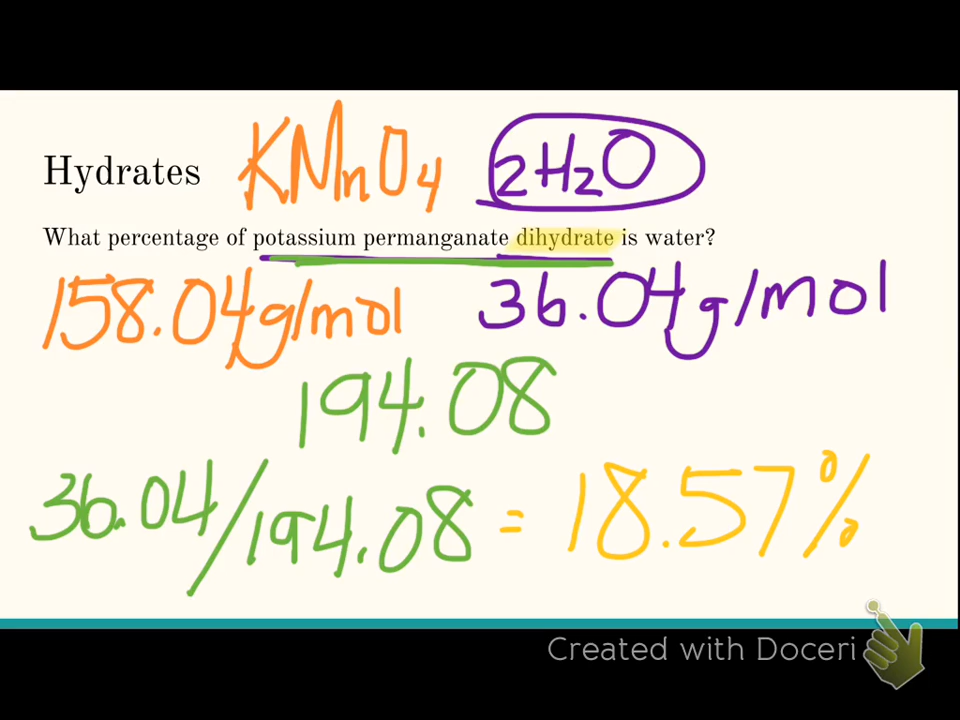 Hydrates KMnO4 2H2O
What percentage of potassium permanganate dihydrate is water?
158.04g/mol 36.04g/mol
194.08
36.04/194.08 = 18.57%
Created with Doceri